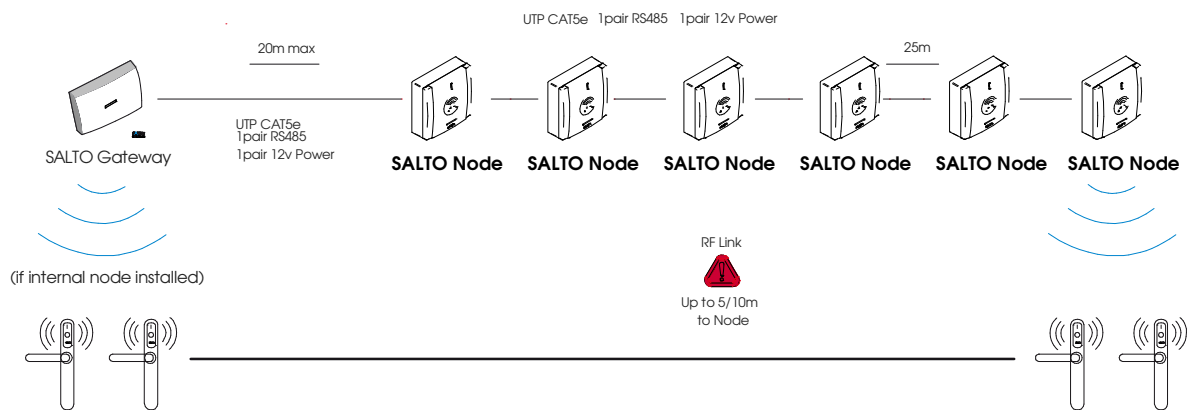 UTP CAT5e 1pair RS485 1pair 12v Power
20m max
25m
UTP CAT5e
1pair RS485
1pair 12v Power
SALTO Gateway
SALTO Node
SALTO Node
SALTO Node
SALTO Node
SALTO Node
SALTO Node
RF Link
(if internal node installed)
Up to 5/10m
to Node